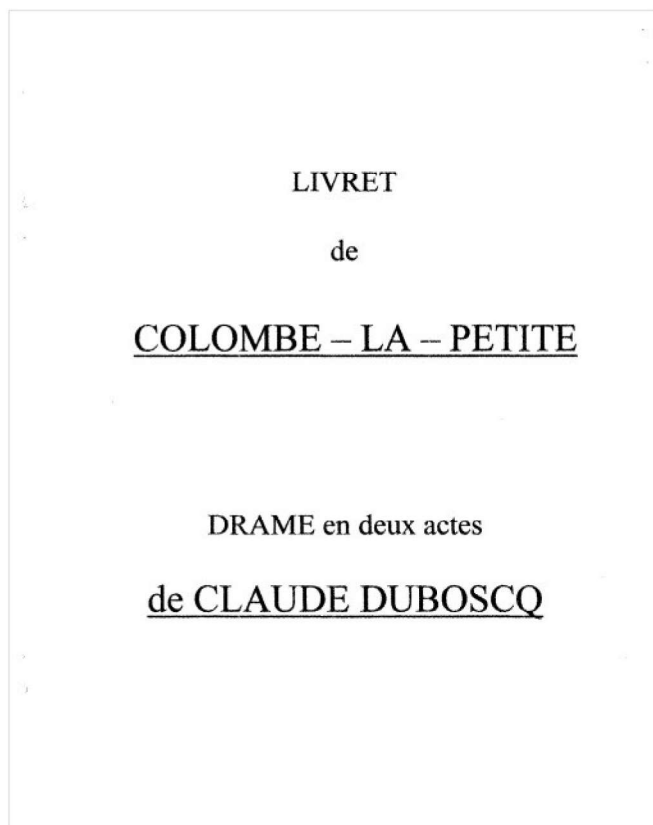 LIVRET
de
COLOMBE – LA – PETITE
DRAME en deux actes
de CLAUDE DUBOSCQ